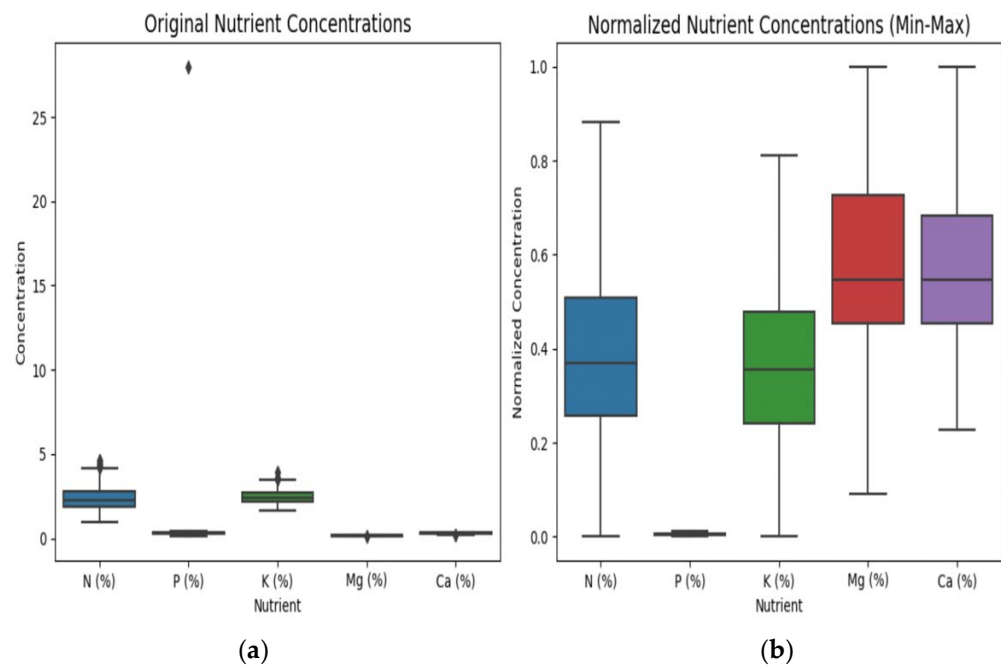 Original Nutrient Concentrations
Concentration
25
20
15
10
5
0
N (%) P (%) K (%) Mg (%) Ca (%)
Nutrient
(a)
Normalized Nutrient Concentrations (Min-Max)
Normalized Concentration
1.0
0.8
0.6
0.4
0.2
0.0
N (%) P (%) K (%) Mg (%) Ca (%)
Nutrient
(b)